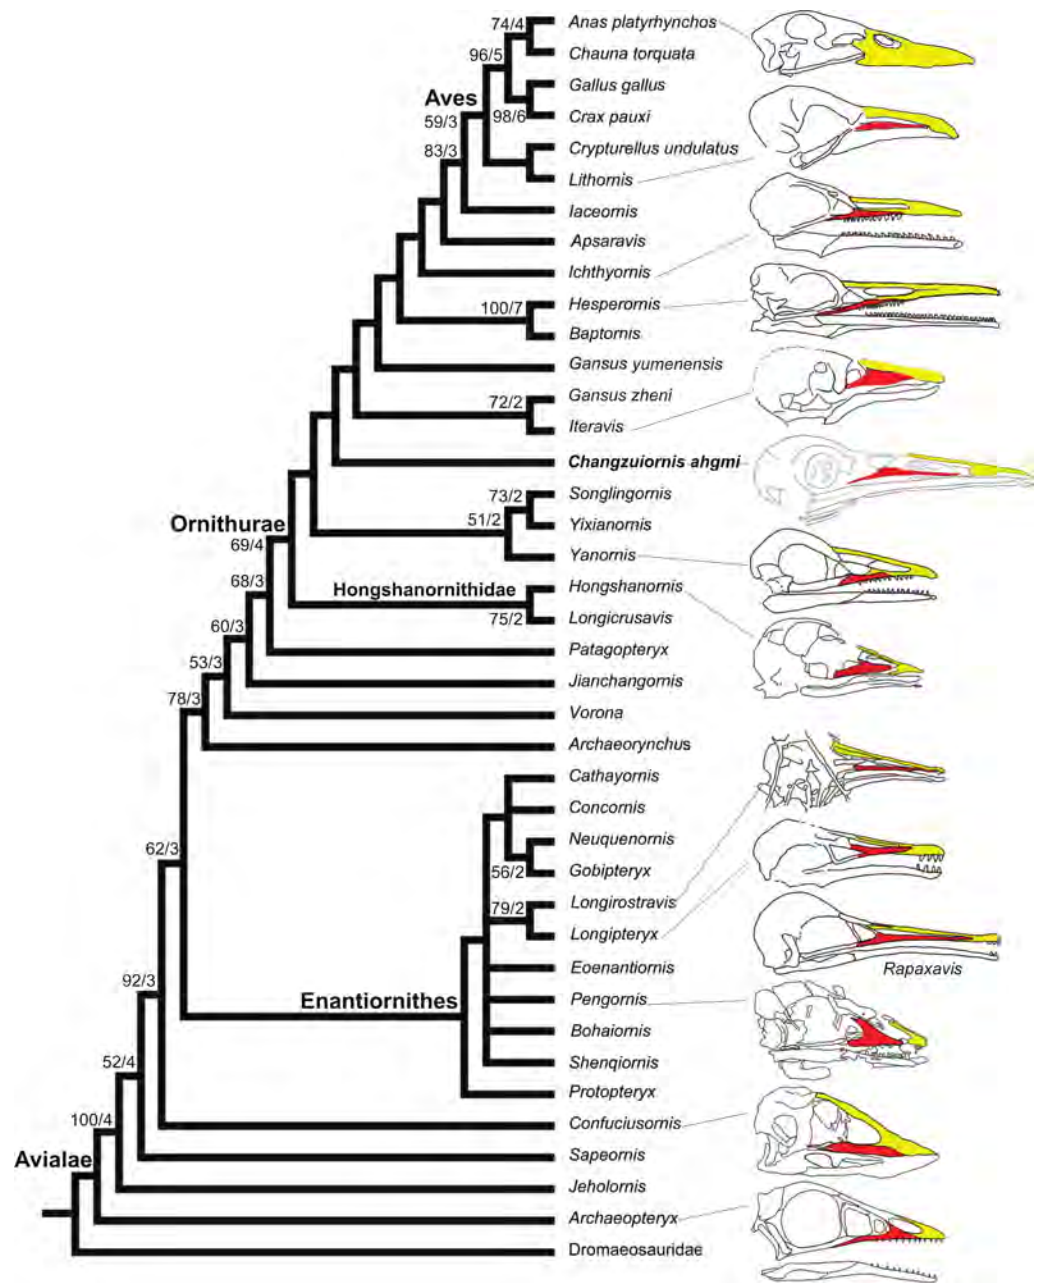 74/4
Anas platyrhynchos
96/5
Chauna torquata
Aves
Gallus gallus
59/3
98/6
Crax pauxi
83/3
Crypturellus undulatus
Lithornis
Iaceornis
Apsaravis
Ichthyornis
100/7
Hesperornis
Baptornis
Gansus yumenensis
72/2
Gansus zheni
Iteravis
Changzuiornis ahgmi
73/2
Songlingornis
Ornithurae
51/2
Yixianornis
69/4
Yanornis
68/3
Hongshanornithidae
Hongshanornis
60/3
75/2
Longicrusavis
53/3
Patagopteryx
78/3
Jianchangornis
Vorona
Archaeorynchus
Cathayornis
Concornis
62/3
Neuquenornis
56/2
Gobipteryx
79/2
Longirostravis
Longipteryx
Rapaxavis
92/3
Eoenantiornis
Enantiornithes
Pengornis
Bohaiornis
52/4
Shenqiornis
Protopteryx
100/4
Confuciusornis
Avialae
Sapeornis
Jeholornis
Archaeopteryx
Dromaeosauridae